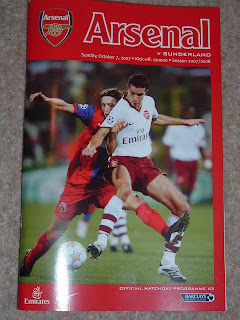 Arsenal
Arsenal
V SUNDERLAND
Sunday, October 7, 2007 • Kick-off: 12noon • Season 2007/2008
Fly
Emirates
OFFICIAL MATCHDAY PROGRAMME 03
Emirates
BARCLAYS